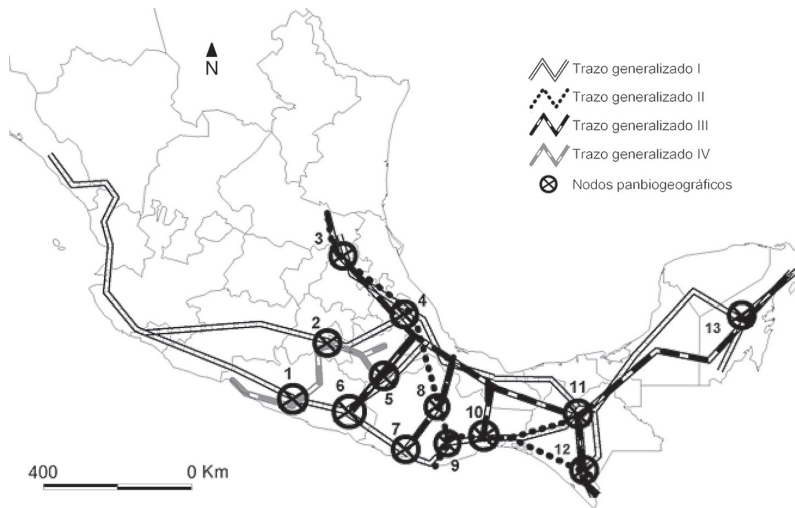 N
Trazo generalizado I
Trazo generalizado II
Trazo generalizado III
Trazo generalizado IV
Nodos panbiogeográficos
3
4
2
13
1
6
5
8
11
10
7
9
12
400
0 Km